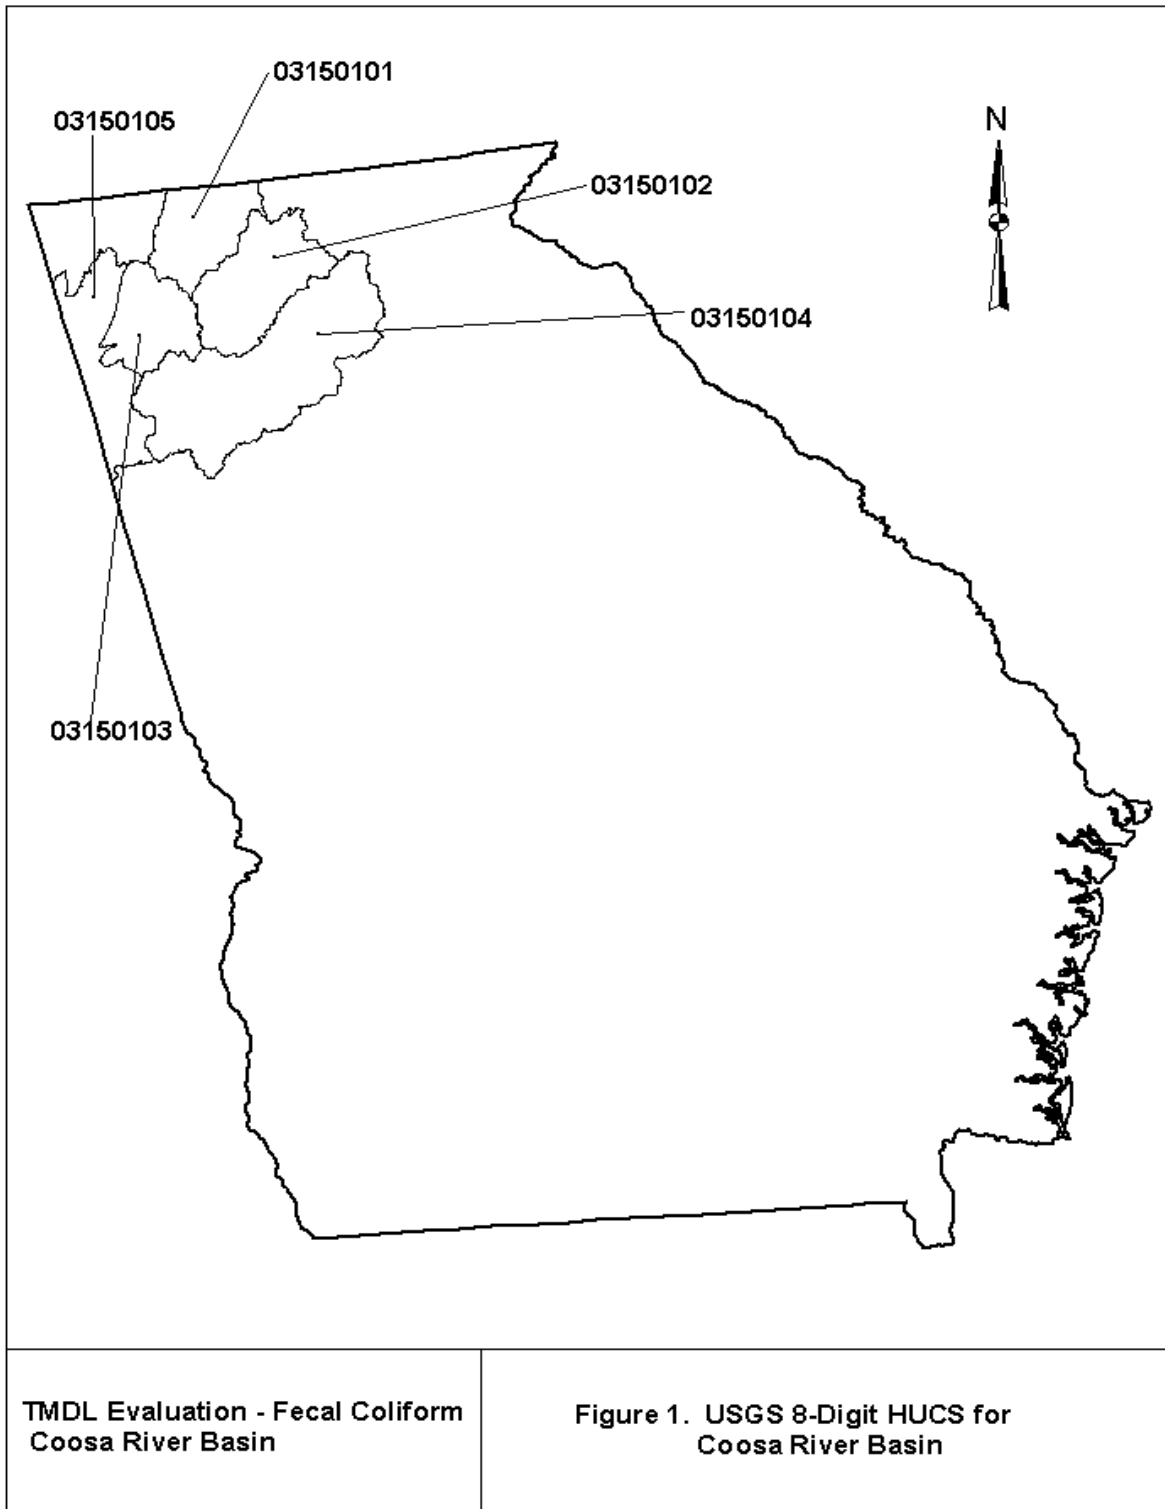 03150101
03150105
N
03150102
03150104
03150103
TMDL Evaluation - Fecal Coliform
Coosa River Basin
Figure 1. USGS 8-Digit HUCS for
Coosa River Basin